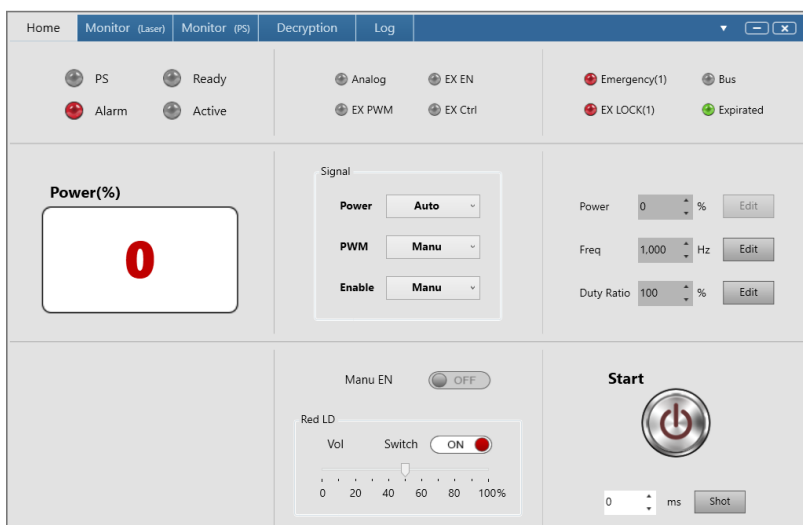 Home Monitor (Laser) Monitor (PS) Decryption Log
PS Ready Analog EX EN Emergency(1) Bus
Alarm Active EX PWM EX Ctrl EX LOCK(1) Expirated
Signal
Power(%)
Power Auto
Power 0 % Edit
0
PWM Manu
Freq 1,000 Hz Edit
Enable Manu
Duty Ratio 100 % Edit
Manu EN OFF
Start
Red LD
Vol Switch ON
0 20 40 60 80 100%
0 ms Shot